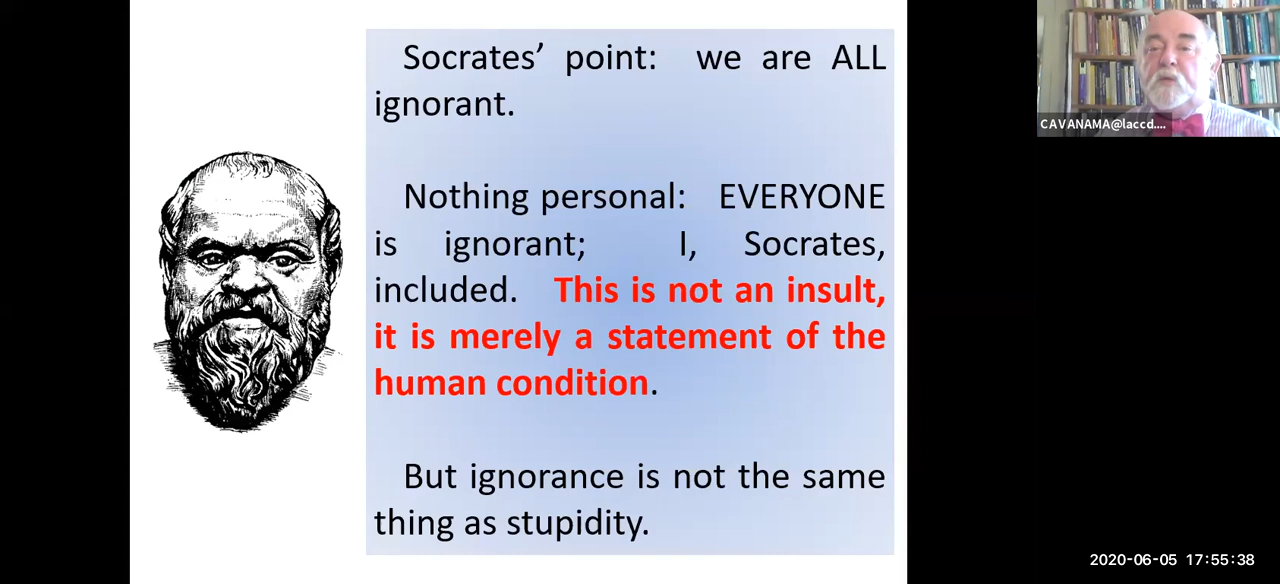 Socrates’ point: we are ALL
ignorant.
Nothing personal: EVERYONE
is ignorant; I, Socrates,
included. This is not an insult,
it is merely a statement of the
human condition.
But ignorance is not the same
thing as stupidity.
CAVANAMA@laccd....
2020-06-05 17:55:38